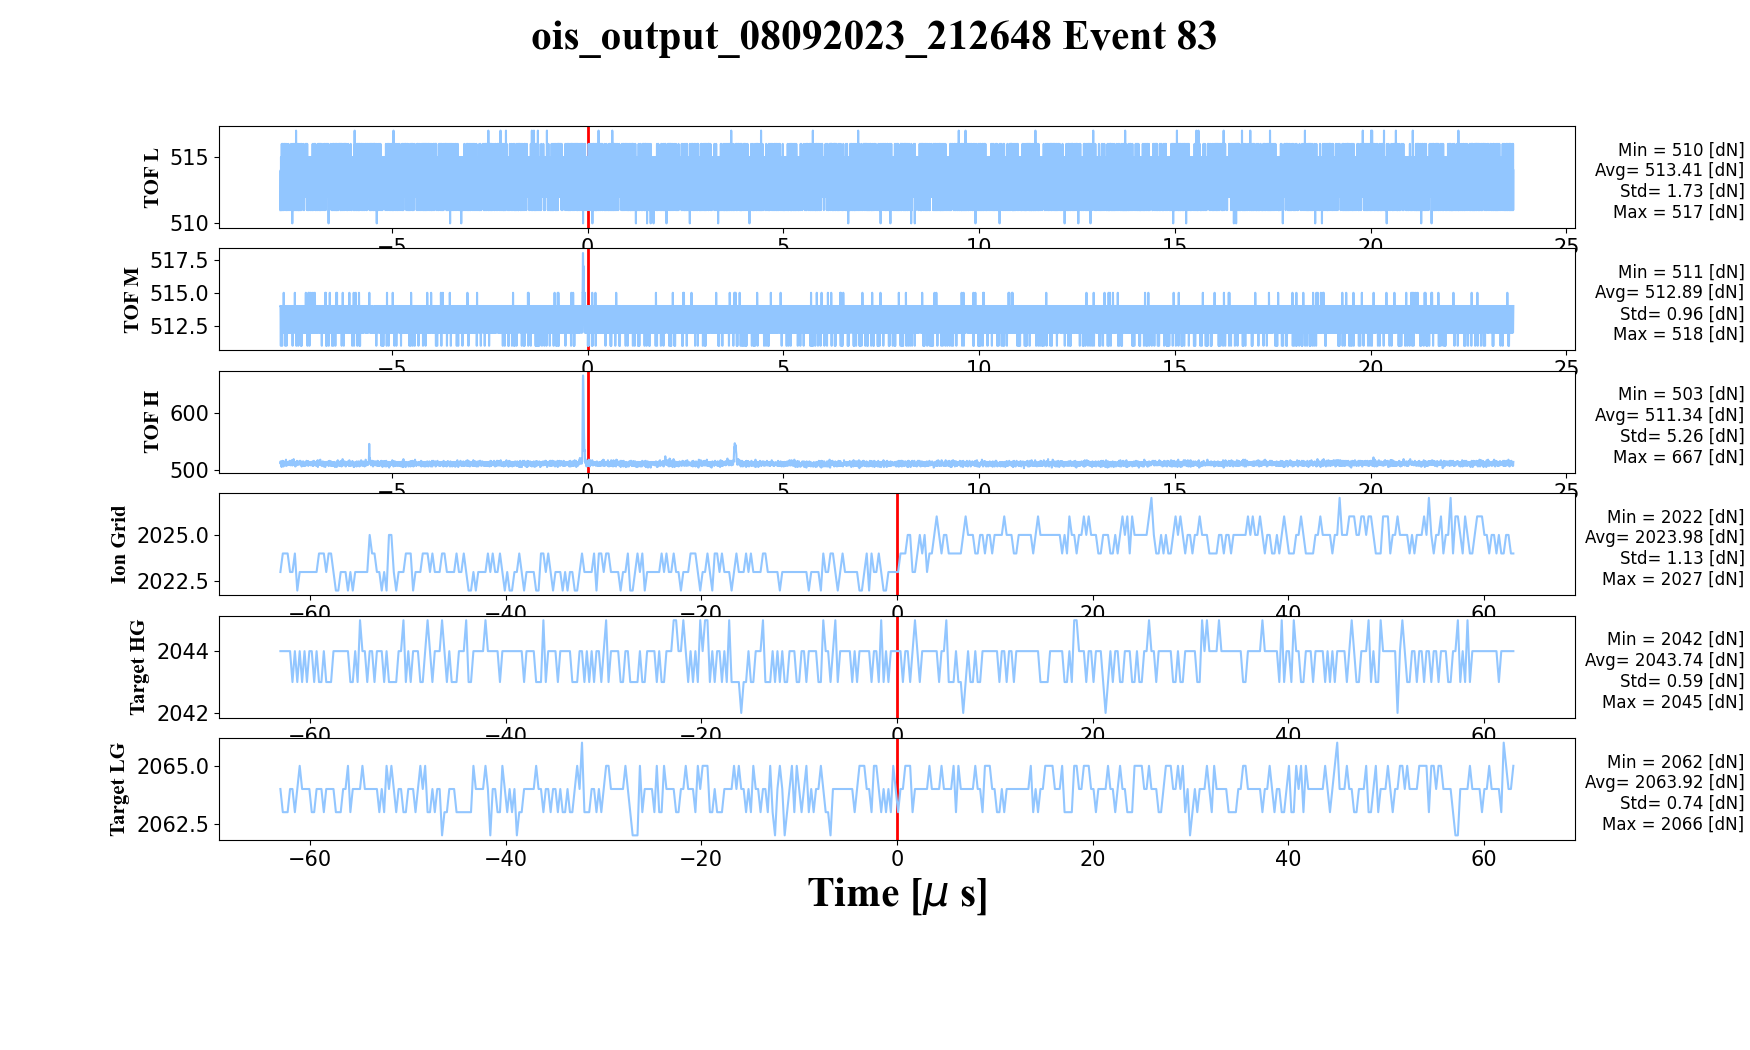 ois_output_08092023_212648 Event 83
TOF L
515
510
−5
0
5
10
15
20
25
Min = 510 [dN]
Avg= 513.41 [dN]
Std= 1.73 [dN]
Max = 517 [dN]
TOF M
517.5
515.0
512.5
−5
0
5
10
15
20
25
Min = 511 [dN]
Avg= 512.89 [dN]
Std= 0.96 [dN]
Max = 518 [dN]
TOF H
600
500
−5
0
5
10
15
20
25
Min = 503 [dN]
Avg= 511.34 [dN]
Std= 5.26 [dN]
Max = 667 [dN]
Ion Grid
2025.0
2022.5
−60
−40
−20
0
20
40
60
Min = 2022 [dN]
Avg= 2023.98 [dN]
Std= 1.13 [dN]
Max = 2027 [dN]
Target HG
2044
2042
−60
−40
−20
0
20
40
60
Min = 2042 [dN]
Avg= 2043.74 [dN]
Std= 0.59 [dN]
Max = 2045 [dN]
Target LG
2065.0
2062.5
−60
−40
−20
0
20
40
60
Min = 2062 [dN]
Avg= 2063.92 [dN]
Std= 0.74 [dN]
Max = 2066 [dN]
Time [μ s]